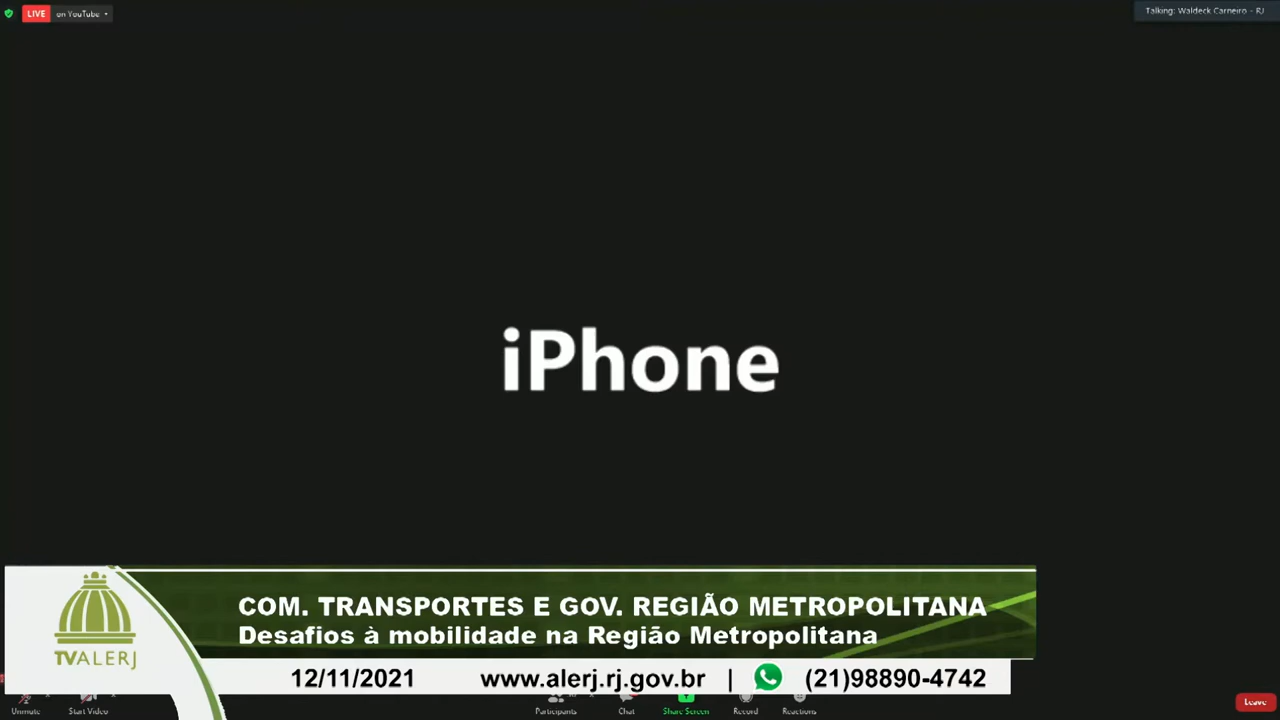 LIVE on YouTube
Talking: Waldeck Carneiro - RJ
iPhone
COM. TRANSPORTES E GOV. REGIÃO METROPOLITANA
Desafios à mobilidade na Região Metropolitana
TVALERJ
12/11/2021 www.alerj.rj.gov.br | (21)98890-4742
Unmute Start Video Participants Chat Share Screen Record Reactions Leave